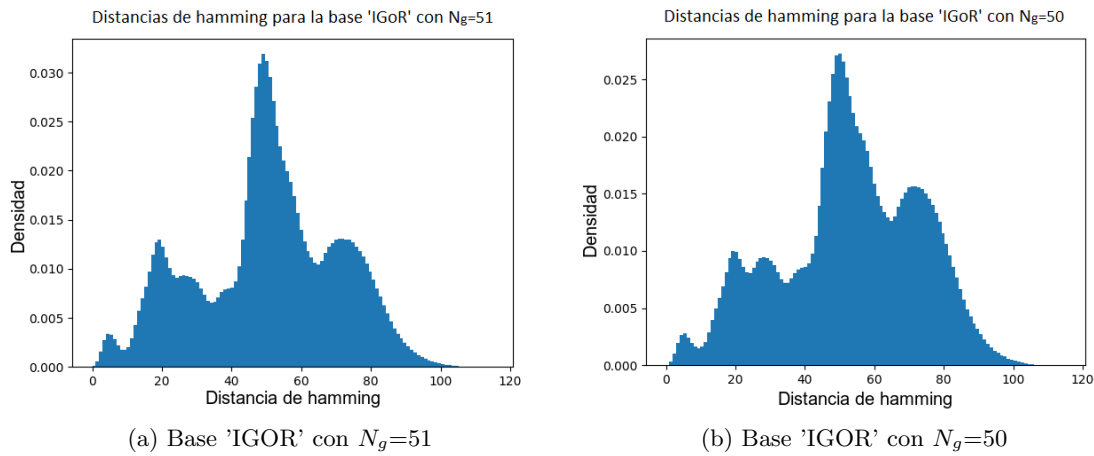 Distancias de hamming para la base 'IGoR' con Ng=51
Densidad
0.030
0.025
0.020
0.015
0.010
0.005
0.000
0 20 40 60 80 100 120
Distancia de hamming
(a) Base 'IGOR' con Ng=51
Distancias de hamming para la base 'IGoR' con Ng=50
Densidad
0.025
0.020
0.015
0.010
0.005
0.000
0 20 40 60 80 100 120
Distancia de hamming
(b) Base 'IGOR' con Ng=50